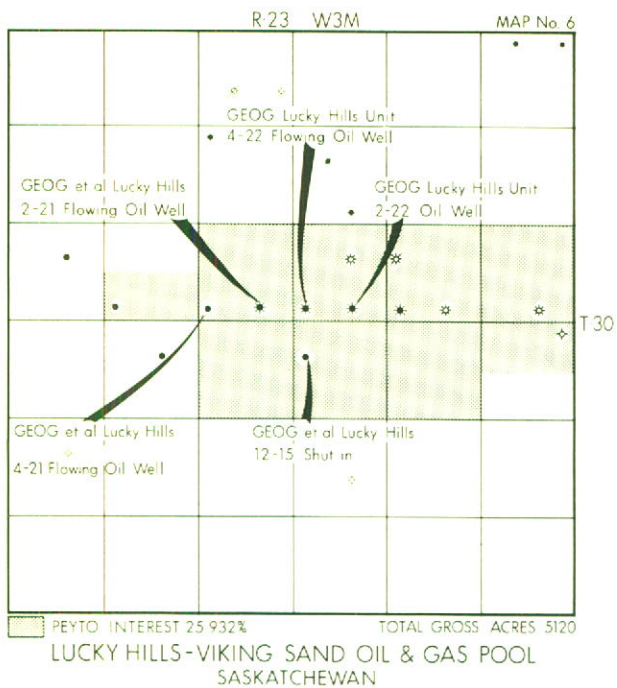 R-23 W3M MAP No. 6
GEOG Lucky Hills Unit
4-22 Flowing Oil Well
GEOG et al Lucky Hills
2-21 Flowing Oil Well
GEOG Lucky Hills Unit
2-22 Oil Well
T 30
GEOG et al Lucky Hills
4-21 Flowing Oil Well
GEOG et al Lucky Hills
12-15 Shut in
PEYTO INTEREST 25.932% TOTAL GROSS ACRES 5120
LUCKY HILLS-VIKING SAND OIL & GAS POOL
SASKATCHEWAN